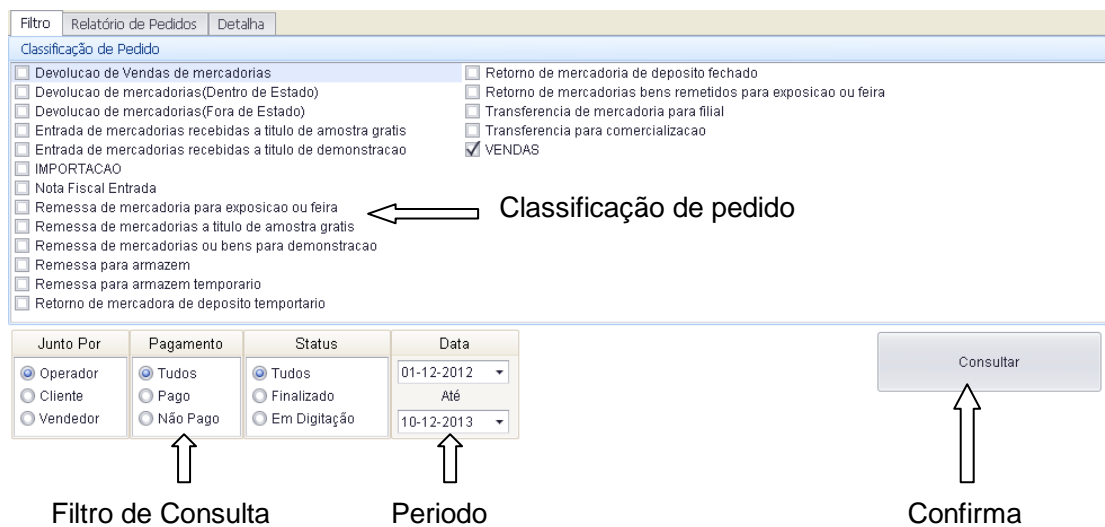 Filtro Relatório de Pedidos Detalha
Classificação de Pedido
Devolucao de Vendas de mercadorias
Devolucao de mercadorias(Dentro de Estado)
Devolucao de mercadorias(Fora de Estado)
Entrada de mercadorias recebidas a titulo de amostra gratis
Entrada de mercadorias recebidas a titulo de demonstracao
IMPORTACAO
Nota Fiscal Entrada
Remessa de mercadoria para exposicao ou feira
Remessa de mercadorias a titulo de amostra gratis
Remessa de mercadorias ou bens para demonstracao
Remessa para armazem
Remessa para armazem temporario
Retorno de mercadora de deposito temportario
Retorno de mercadoria de deposito fechado
Retorno de mercadorias bens remetidos para exposicao ou feira
Transferencia de mercadoria para filial
Transferencia para comercializacao
VENDAS
Classificação de pedido
Junto Por
Operador
Cliente
Vendedor
Pagamento
Tudos
Pago
Não Pago
Status
Tudos
Finalizado
Em Digitação
Data
01-12-2012
Até
10-12-2013
Consultar
Filtro de Consulta
Periodo
Confirma